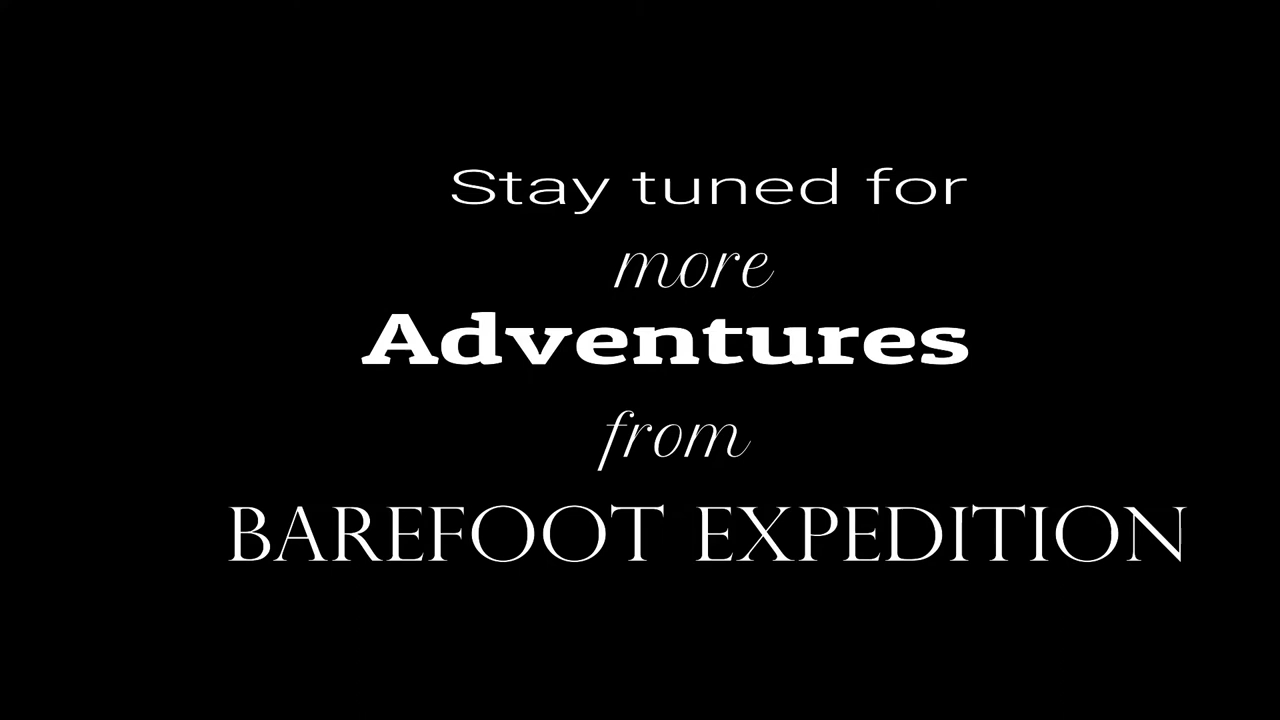 Stay tuned for
more
Adventures
from
BAREFOOT EXPEDITION